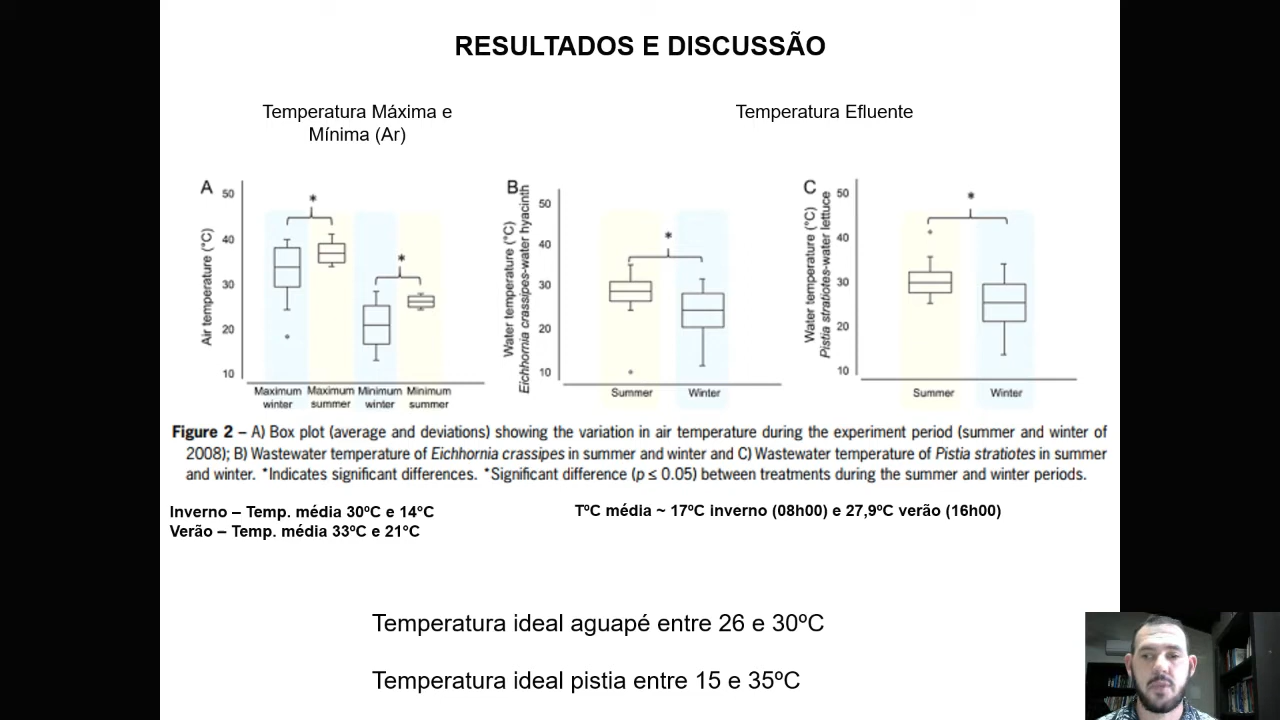 RESULTADOS E DISCUSSÃO
Temperatura Máxima e
Mínima (Ar)
Temperatura Efluente
A
Air temperature (°C)
50
40
30
20
10
*
*
Maximum winter
Maximum summer
Minimum winter
Minimum summer
B
Water temperature (°C)
Eichhornia crassipes-water hyacinth
50
40
30
20
10
*
Summer
Winter
C
Water temperature (°C)
Pistia stratiotes-water lettuce
50
40
30
20
10
*
Summer
Winter
Figure 2 – A) Box plot (average and deviations) showing the variation in air temperature during the experiment period (summer and winter of
2008); B) Wastewater temperature of Eichhornia crassipes in summer and winter and C) Wastewater temperature of Pistia stratiotes in summer
and winter. *Indicates significant differences. *Significant difference (p ≤ 0.05) between treatments during the summer and winter periods.
Inverno – Temp. média 30ºC e 14°C
Verão – Temp. média 33ºC e 21°C
TºC média ~ 17ºC inverno (08h00) e 27,9ºC verão (16h00)
Temperatura ideal aguapé entre 26 e 30ºC
Temperatura ideal pistia entre 15 e 35ºC